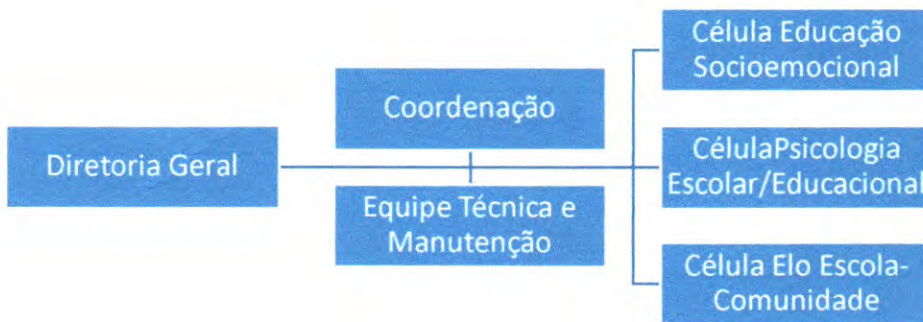 Diretoria Geral
Coordenação
Equipe Técnica e
Manutenção
Célula Educação
Socioemocional
CélulaPsicologia
Escolar/Educacional
Célula Elo Escola-
Comunidade